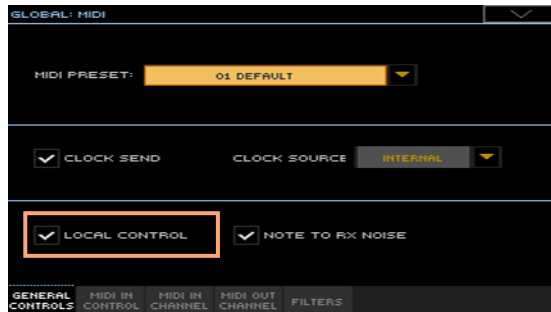 GLOBAL: MIDI
MIDI PRESET: 01 DEFAULT
CLOCK SEND CLOCK SOURCE INTERNAL
LOCAL CONTROL NOTE TO RX NOISE
GENERAL CONTROLS MIDI IN CONTROL MIDI IN CHANNEL MIDI OUT CHANNEL FILTERS